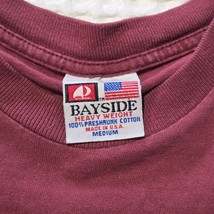 BAYSIDE
HEAVY WEIGHT
100% PRESHRUNK COTTON
MADE IN U.S.A.
MEDIUM